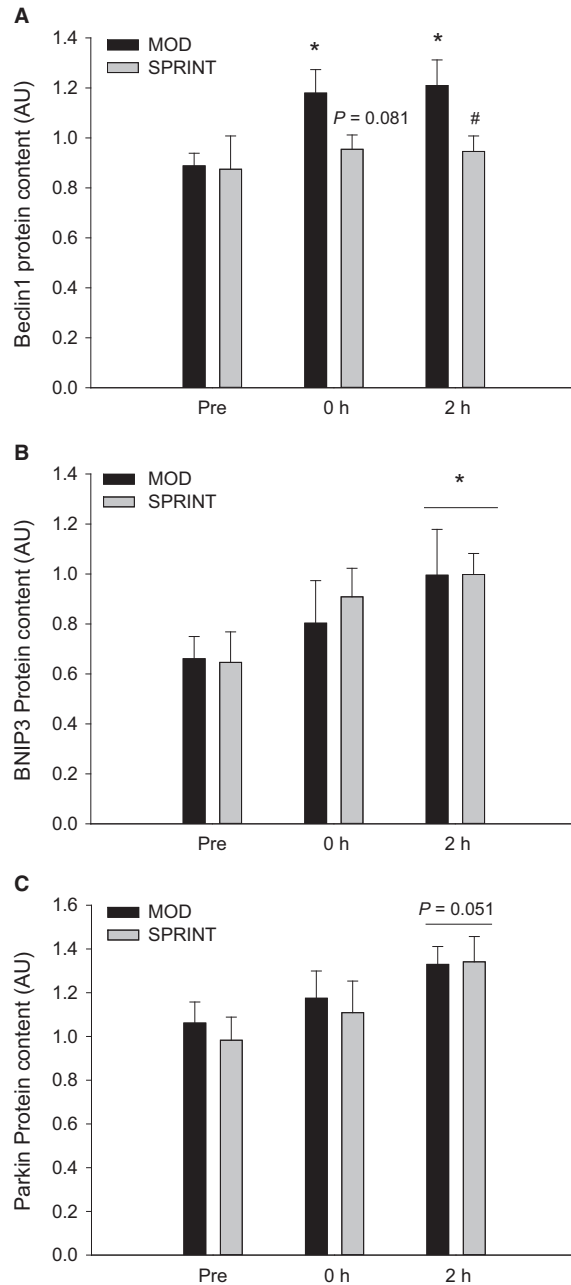 A
Beclin1 protein content (AU)
1.4
1.2
1.0
0.8
0.6
0.4
0.2
0.0
MOD
SPRINT
*
*
P = 0.081
#
Pre
0 h
2 h
B
BNIP3 Protein content (AU)
1.4
1.2
1.0
0.8
0.6
0.4
0.2
0.0
MOD
SPRINT
*
Pre
0 h
2 h
C
Parkin Protein content (AU)
1.6
1.4
1.2
1.0
0.8
0.6
0.4
0.2
0.0
MOD
SPRINT
P = 0.051
Pre
0 h
2 h